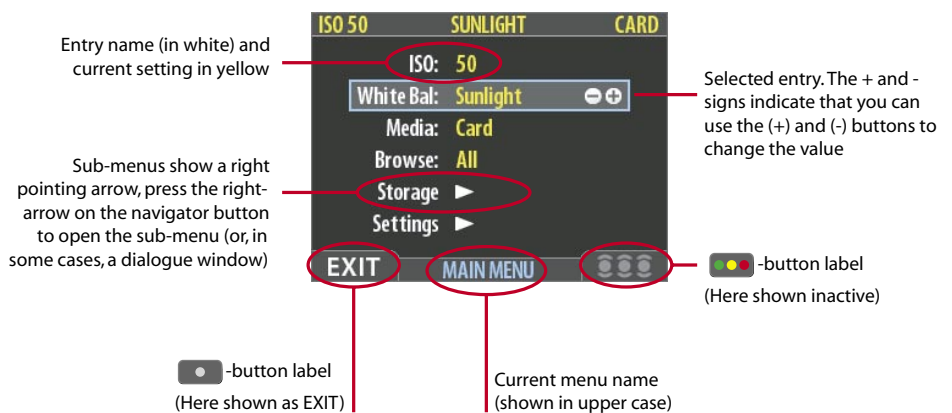 ISO 50 SUNLIGHT CARD
Entry name (in white) and
current setting in yellow
ISO: 50
White Bal: Sunlight
Media: Card
Browse: All
Storage
Settings
EXIT MAIN MENU
Selected entry. The + and -
signs indicate that you can
use the (+) and (-) buttons to
change the value
Sub-menus show a right
pointing arrow, press the right-
arrow on the navigator button
to open the sub-menu (or, in
some cases, a dialogue window)
-button label
(Here shown inactive)
-button label
(Here shown as EXIT)
Current menu name
(shown in upper case)